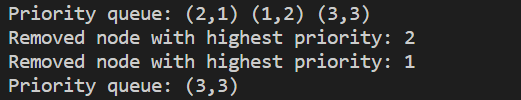 Priority queue: (2,1) (1,2) (3,3)
Removed node with highest priority: 2
Removed node with highest priority: 1
Priority queue: (3,3)